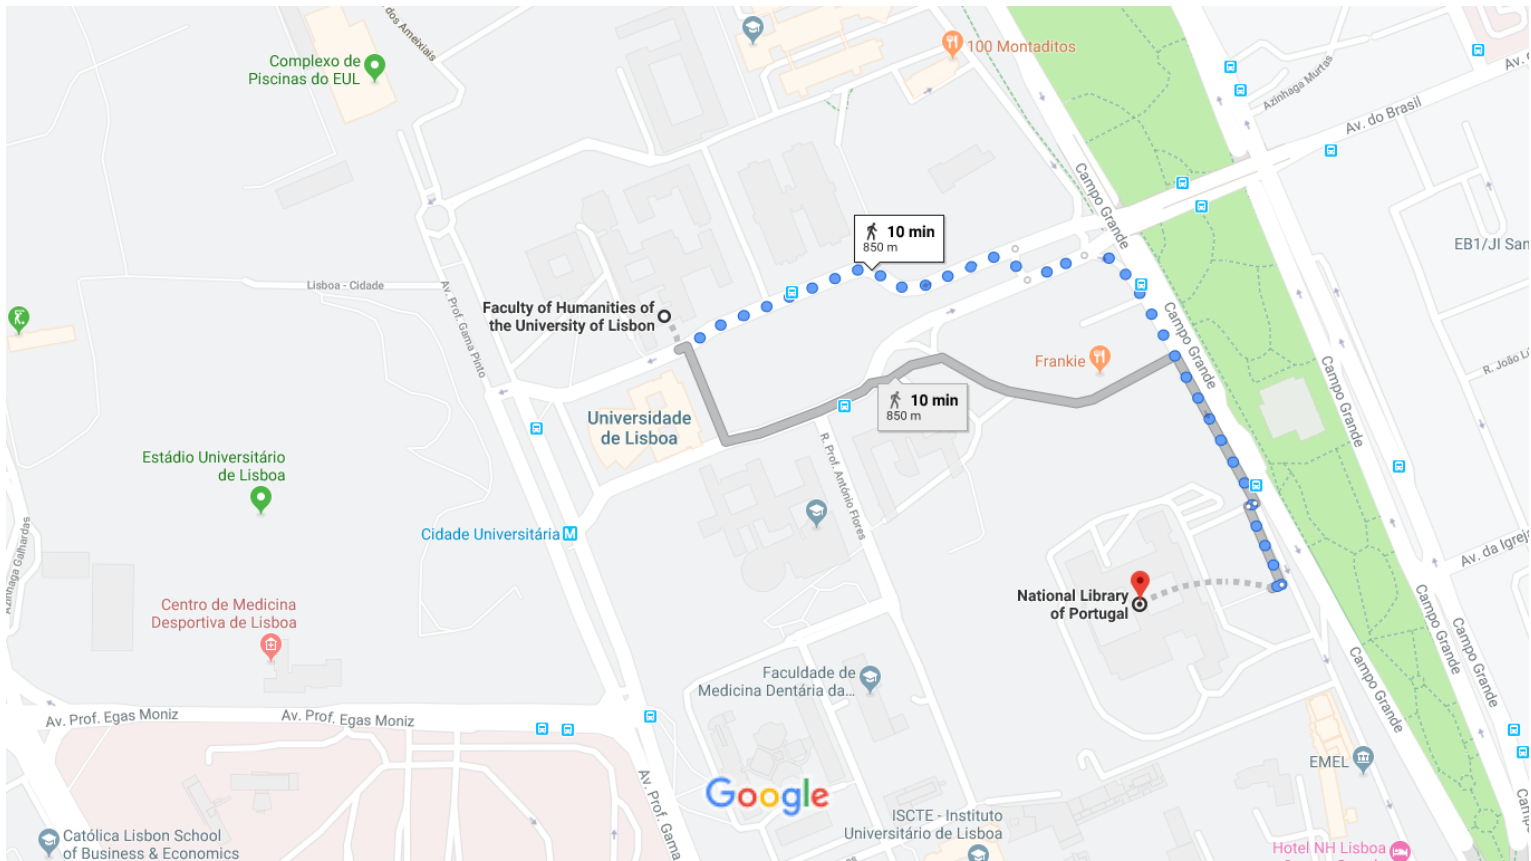 dos Ameixiais
Complexo de
Piscinas do EUL
100 Montaditos
Azinhaga Murtas
Av. do Brasil
Campo Grande
10 min
850 m
EB1/JI San
Lisboa - Cidade
Av. Prof. Gama Pinto
Faculty of Humanities of
the University of Lisbon
Campo Grande
Frankie
Campo Grande
10 min
850 m
Universidade
de Lisboa
R. Prof. António Flores
Estádio Universitário
de Lisboa
Cidade Universitária
M
Azinhaga Galhardas
Av. da Igreja
National Library
of Portugal
Centro de Medicina
Desportiva de Lisboa
Campo Grande
Campo Grande
Campo Grande
Faculdade de
Medicina Dentária da...
Av. Prof. Egas Moniz
Av. Prof. Egas Moniz
EMEL
Google
Av. Prof. Gama
ISCTE - Instituto
Universitário de Lisboa
Católica Lisbon School
of Business & Economics
Hotel NH Lisboa